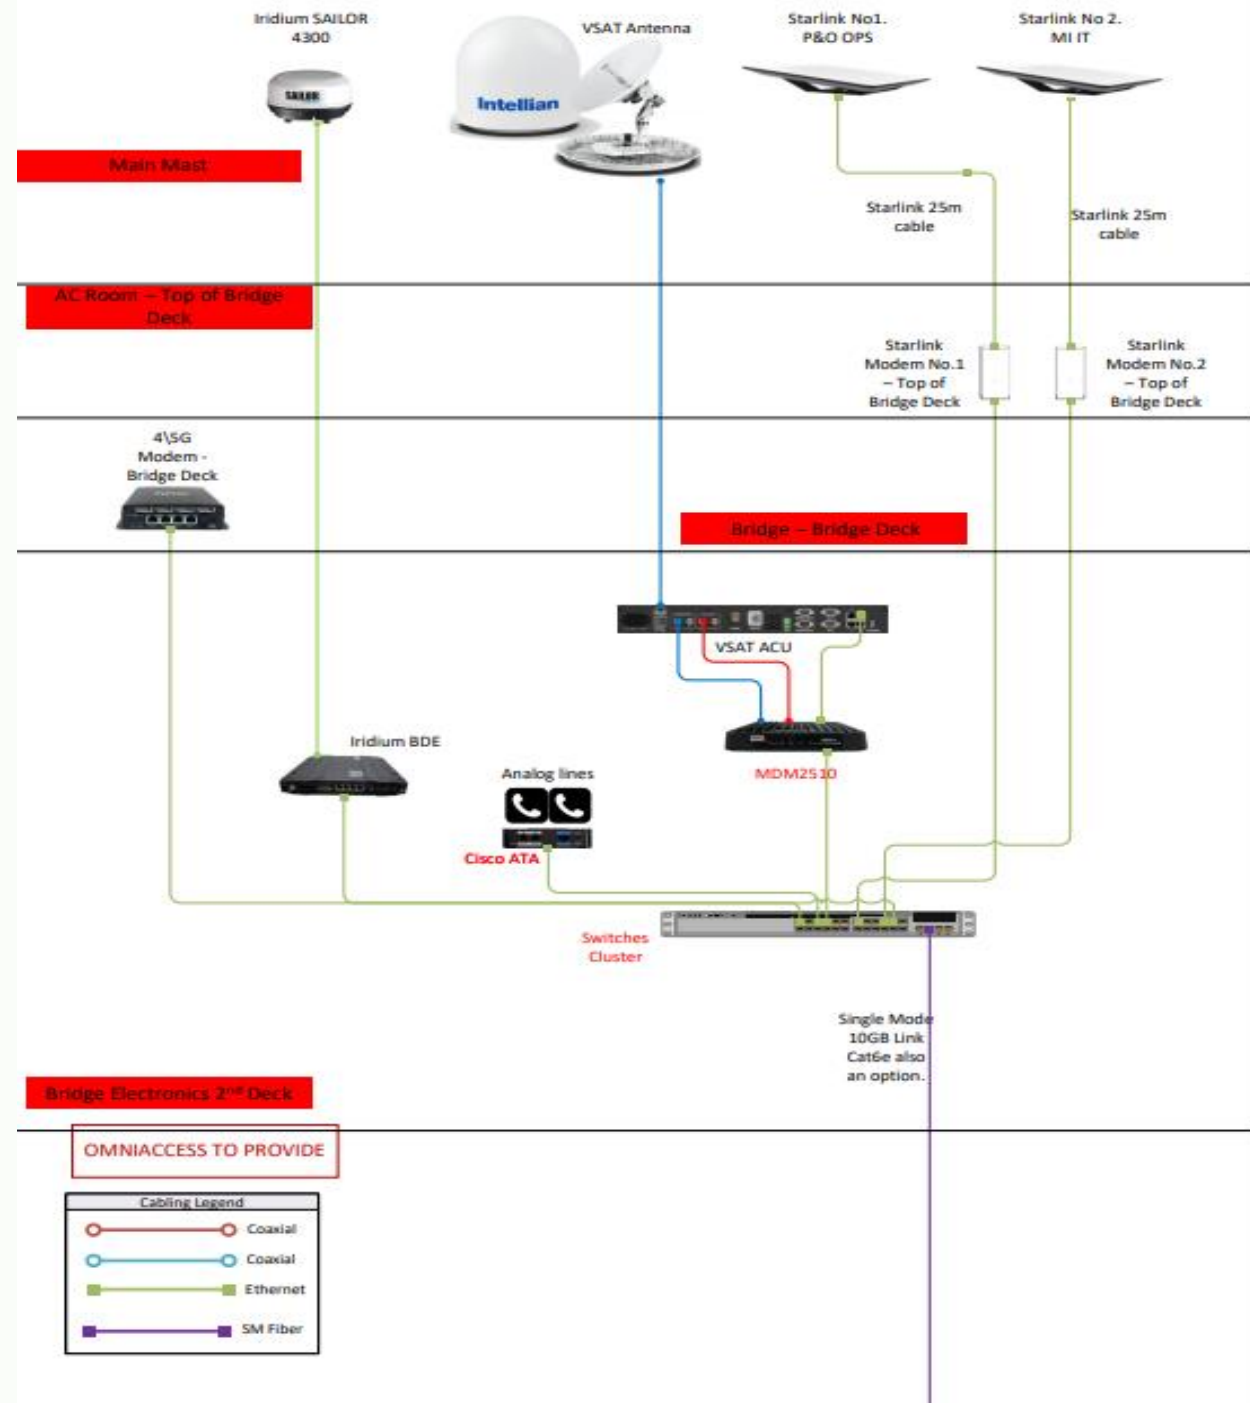 Iridium SAILOR
4300
VSAT Antenna
Starlink No1.
P&O OPS
Starlink No 2.
MI IT
SAILOR
Intellian
Main Mast
Starlink 25m
cable
Starlink 25m
cable
AC Room – Top of Bridge
Deck
Starlink
Modem No.1
– Top of
Bridge Deck
Starlink
Modem No.2
– Top of
Bridge Deck
4\5G
Modem -
Bridge Deck
Bridge – Bridge Deck
VSAT ACU
Iridium BDE
Analog lines
MDM2510
Cisco ATA
Switches
Cluster
Single Mode
10GB Link
Cat6e also
an option.
Bridge Electronics 2nd Deck
OMNIACCESS TO PROVIDE
Cabling Legend
Coaxial
Coaxial
Ethernet
SM Fiber